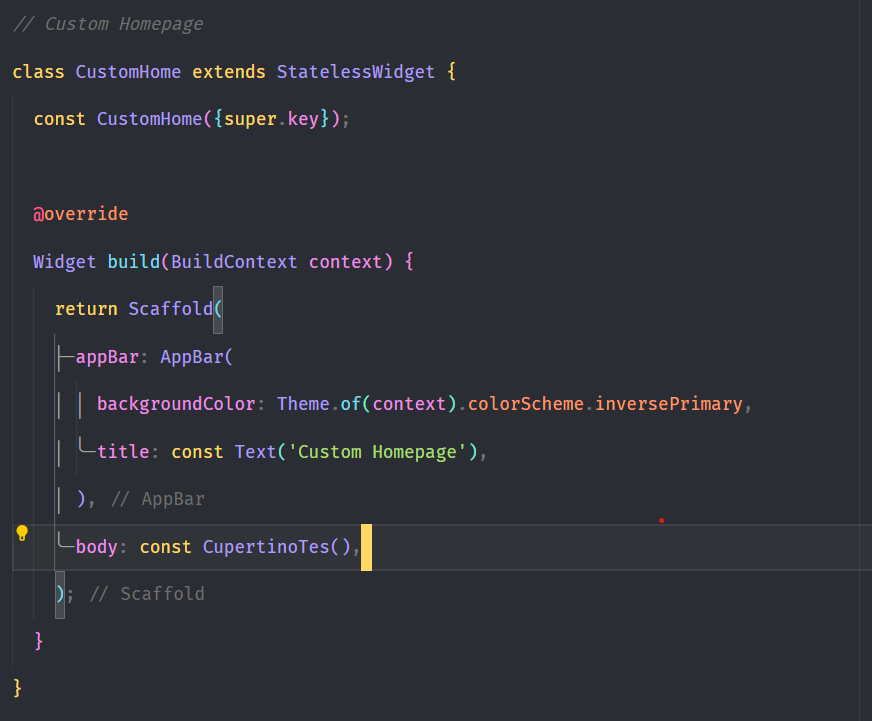 // Custom Homepage
class CustomHome extends StatelessWidget {
const CustomHome({super.key});
@override
Widget build(BuildContext context) {
return Scaffold(
appBar: AppBar(
backgroundColor: Theme.of(context).colorScheme.inversePrimary,
title: const Text('Custom Homepage'),
), // AppBar
body: const CupertinoTes(),
); // Scaffold
}
}